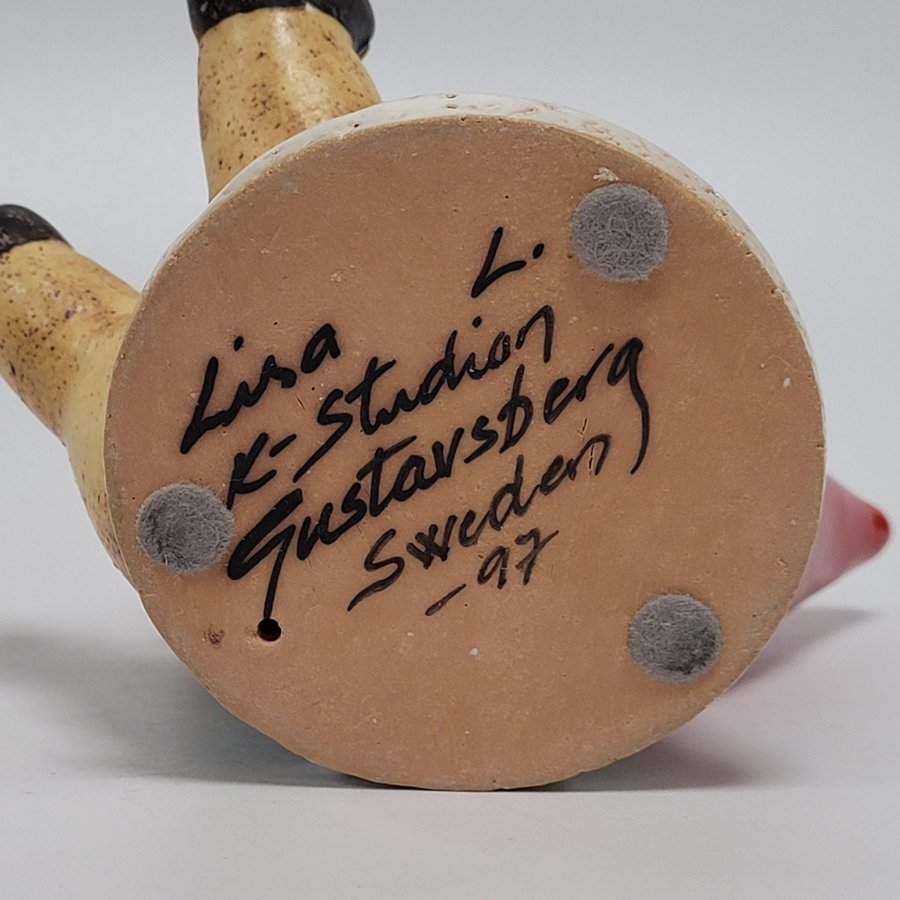 Lisa L.
K-Studion
Gustavsberg
Sweden
-97